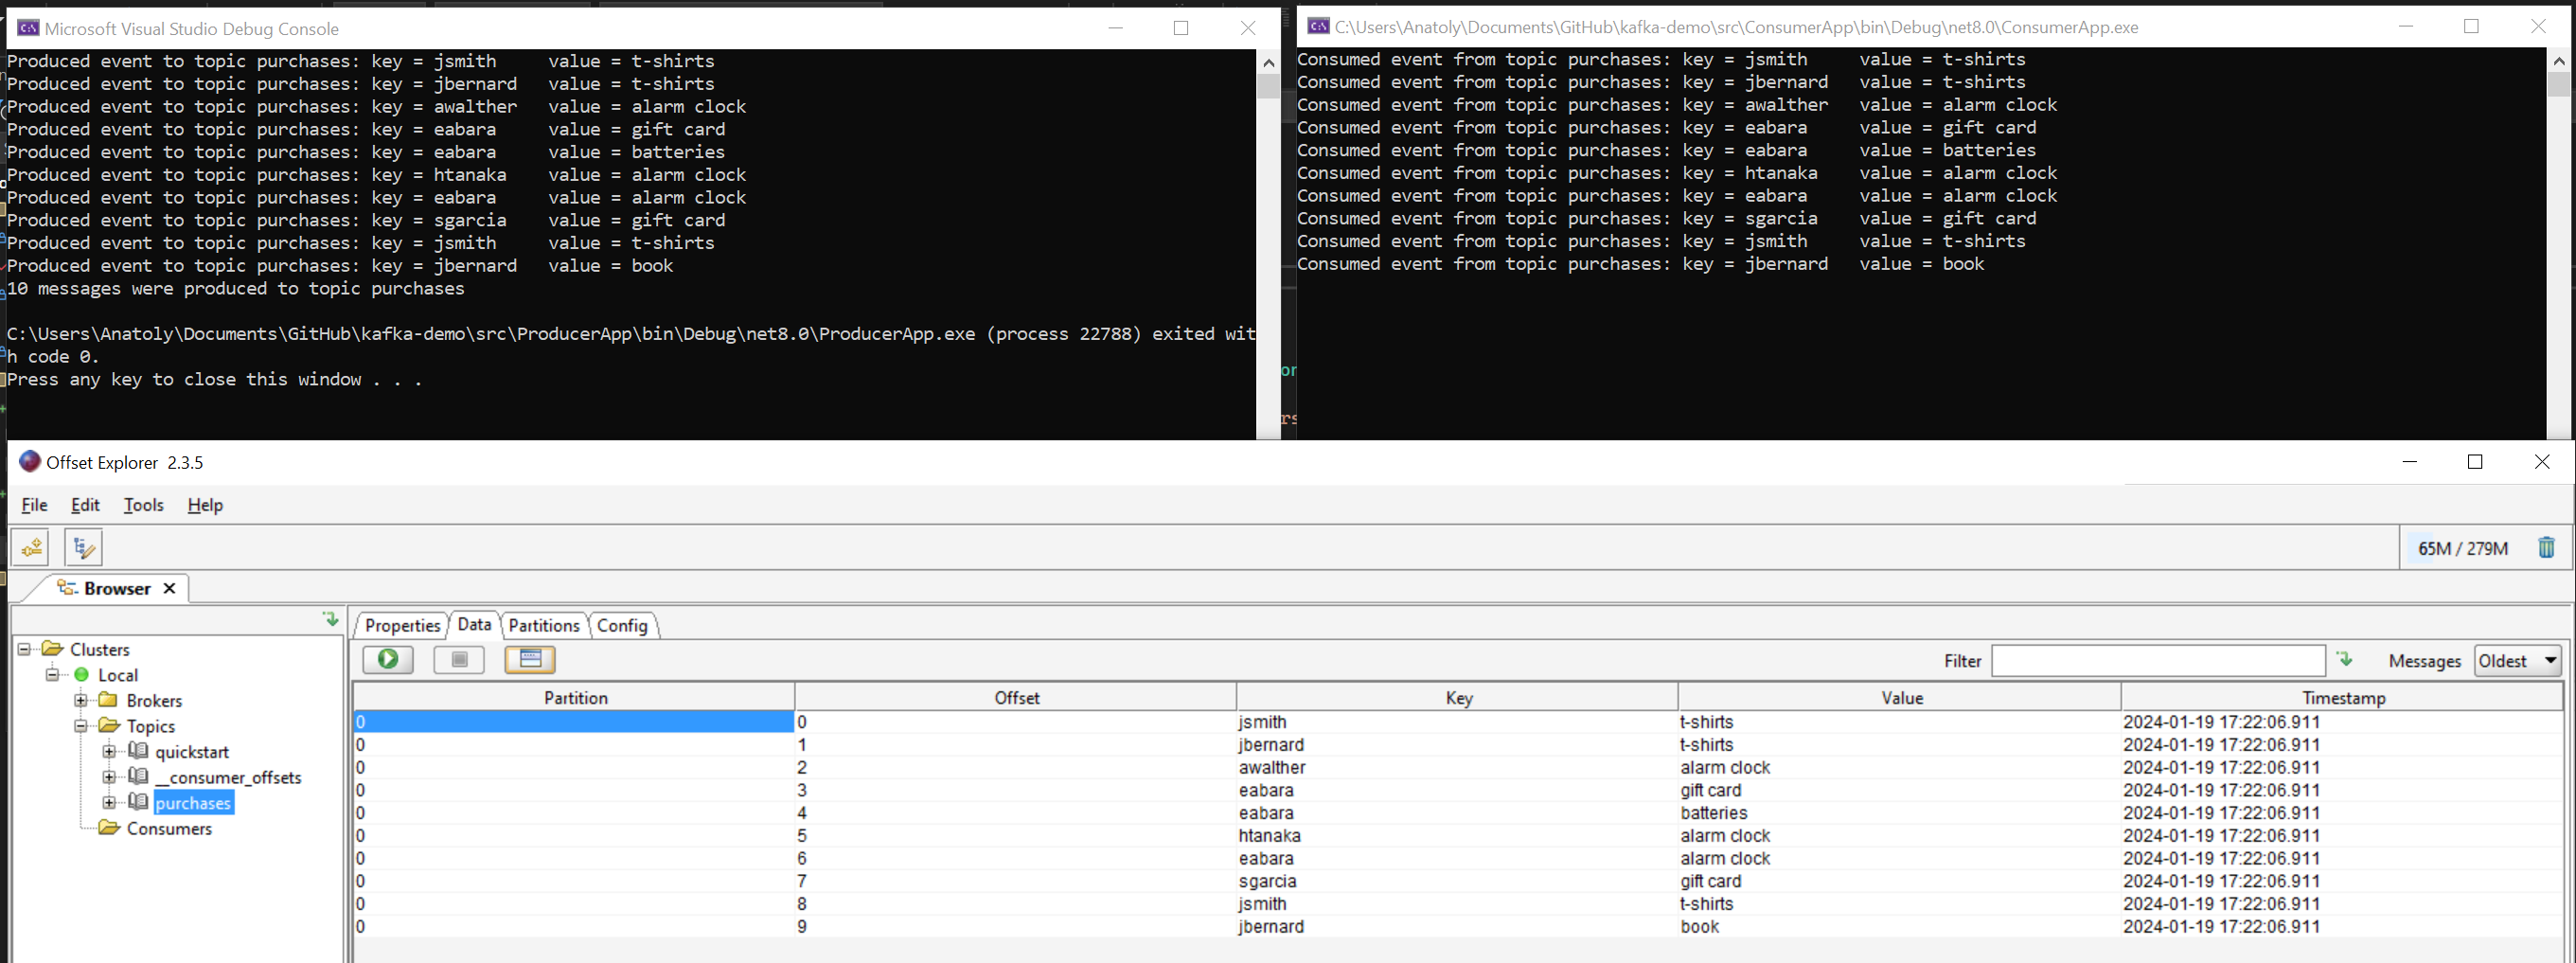 Microsoft Visual Studio Debug Console
Produced event to topic purchases: key = jsmith     value = t-shirts
Produced event to topic purchases: key = jbernard   value = t-shirts
Produced event to topic purchases: key = awalther   value = alarm clock
Produced event to topic purchases: key = eabara     value = gift card
Produced event to topic purchases: key = eabara     value = batteries
Produced event to topic purchases: key = htanaka    value = alarm clock
Produced event to topic purchases: key = eabara     value = alarm clock
Produced event to topic purchases: key = sgarcia    value = gift card
Produced event to topic purchases: key = jsmith     value = t-shirts
Produced event to topic purchases: key = jbernard   value = book
10 messages were produced to topic purchases
C:\Users\Anatoly\Documents\GitHub\kafka-demo\src\ProducerApp\bin\Debug\net8.0\ProducerApp.exe (process 22788) exited wit
h code 0.
Press any key to close this window . . .
C:\Users\Anatoly\Documents\GitHub\kafka-demo\src\ConsumerApp\bin\Debug\net8.0\ConsumerApp.exe
Consumed event from topic purchases: key = jsmith     value = t-shirts
Consumed event from topic purchases: key = jbernard   value = t-shirts
Consumed event from topic purchases: key = awalther   value = alarm clock
Consumed event from topic purchases: key = eabara     value = gift card
Consumed event from topic purchases: key = eabara     value = batteries
Consumed event from topic purchases: key = htanaka    value = alarm clock
Consumed event from topic purchases: key = eabara     value = alarm clock
Consumed event from topic purchases: key = sgarcia    value = gift card
Consumed event from topic purchases: key = jsmith     value = t-shirts
Consumed event from topic purchases: key = jbernard   value = book
Offset Explorer 2.3.5
File Edit Tools Help
65M / 279M
Browser
Clusters
Local
Brokers
Topics
quickstart
__consumer_offsets
purchases
Consumers
Properties Data Partitions Config
Filter Messages Oldest
Partition Offset Key Value Timestamp
0 0 jsmith t-shirts 2024-01-19 17:22:06.911
0 1 jbernard t-shirts 2024-01-19 17:22:06.911
0 2 awalther alarm clock 2024-01-19 17:22:06.911
0 3 eabara gift card 2024-01-19 17:22:06.911
0 4 eabara batteries 2024-01-19 17:22:06.911
0 5 htanaka alarm clock 2024-01-19 17:22:06.911
0 6 eabara alarm clock 2024-01-19 17:22:06.911
0 7 sgarcia gift card 2024-01-19 17:22:06.911
0 8 jsmith t-shirts 2024-01-19 17:22:06.911
0 9 jbernard book 2024-01-19 17:22:06.911